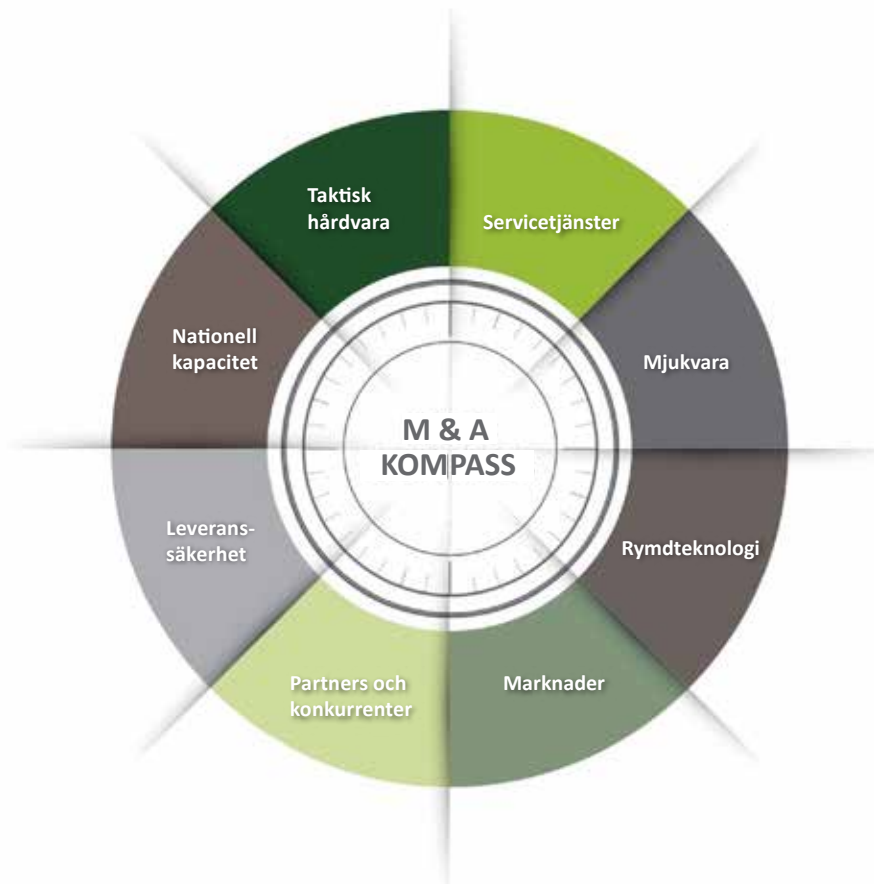 Taktisk
hårdvara
Servicetjänster
Nationell
kapacitet
Mjukvara
M & A
KOMPASS
Leverans-
säkerhet
Rymdteknologi
Partners och
konkurrenter
Marknader